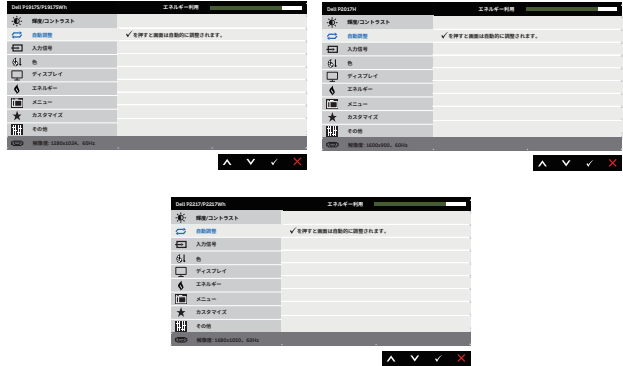 Dell P1917S/P1917SWh エネルギー利用
輝度/コントラスト
自動調整 ✓を押すと画面は自動的に調整されます。
入力信号
色
ディスプレイ
エネルギー
メニュー
カスタマイズ
その他
解像度: 1280x1024, 60Hz
Dell P2017H エネルギー利用
輝度/コントラスト
自動調整 ✓を押すと画面は自動的に調整されます。
入力信号
色
ディスプレイ
エネルギー
メニュー
カスタマイズ
その他
解像度: 1600x900, 60Hz
Dell P2217/P2217Wh エネルギー利用
輝度/コントラスト
自動調整 ✓を押すと画面は自動的に調整されます。
入力信号
色
ディスプレイ
エネルギー
メニュー
カスタマイズ
その他
解像度: 1680x1050, 60Hz